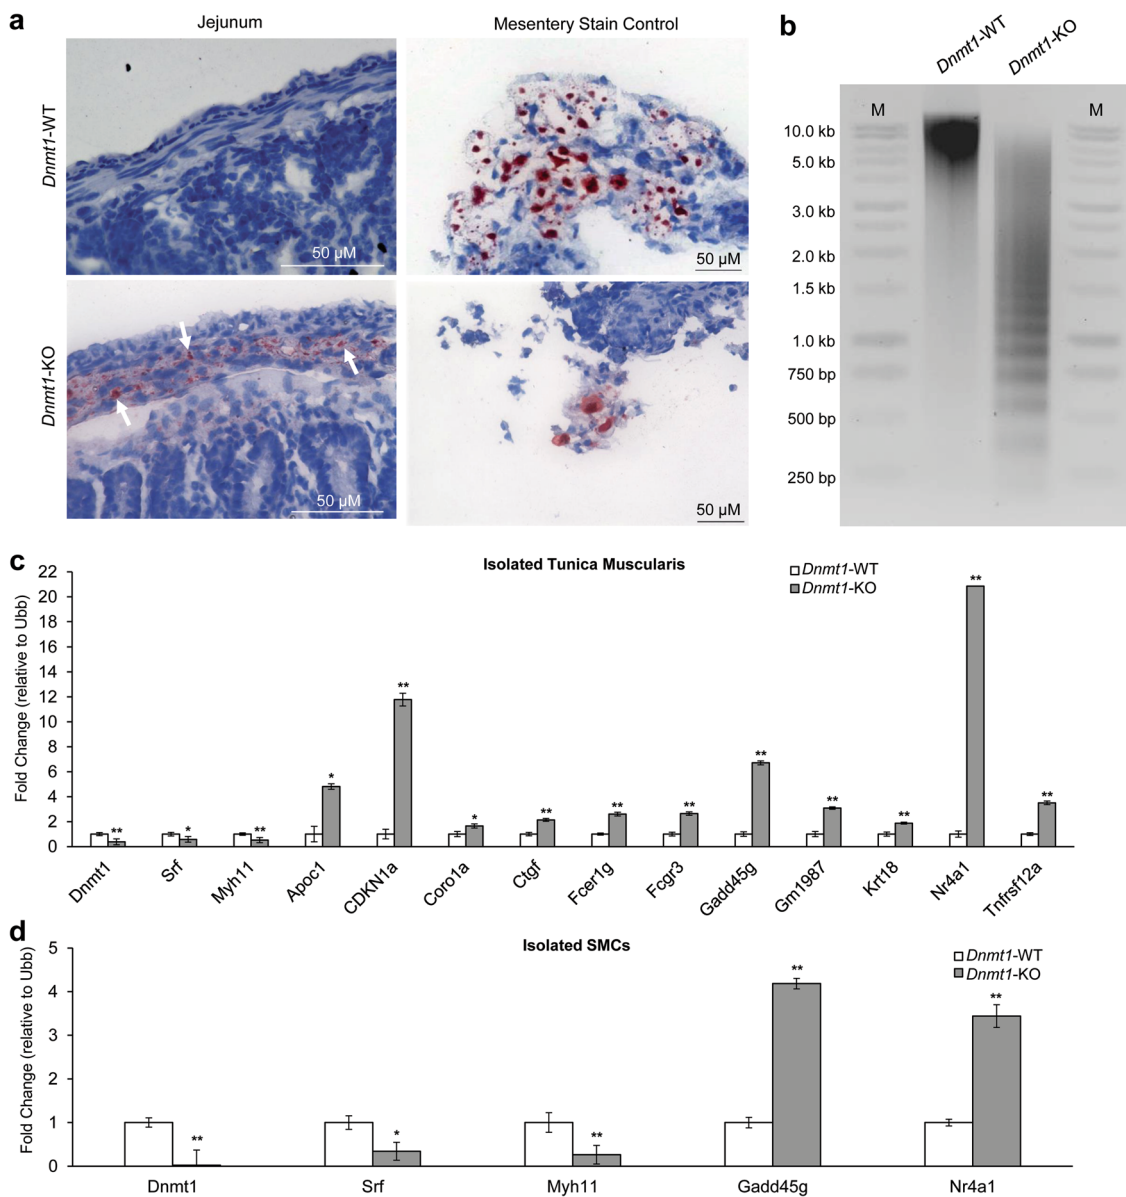 a
Jejunum
Mesentery Stain Control
Dnmt1-WT
50 µM
50 µM
Dnmt1-KO
50 µM
50 µM
b
Dnmt1-WT
Dnmt1-KO
M
M
10.0 kb
5.0 kb
3.0 kb
2.0 kb
1.5 kb
1.0 kb
750 bp
500 bp
250 bp
c
Isolated Tunica Muscularis
Dnmt1-WT
Dnmt1-KO
Fold Change (relative to Ubb)
22
20
18
16
14
12
10
8
6
4
2
0
**
*
**
*
**
*
**
**
**
**
**
**
**
**
Dnmt1
Srf
Myh11
Apoc1
CDKN1a
Coro1a
Ctgf
Fcer1g
Fcgr3
Gadd45g
Gm1987
Krt18
Nr4a1
Tnfrsf12a
d
Isolated SMCs
Dnmt1-WT
Dnmt1-KO
Fold Change (relative to Ubb)
5
4
3
2
1
0
**
*
**
**
**
Dnmt1
Srf
Myh11
Gadd45g
Nr4a1